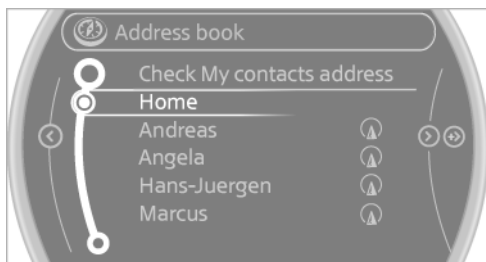 Address book
Check My contacts address
Home
Andreas
Angela
Hans-Juergen
Marcus